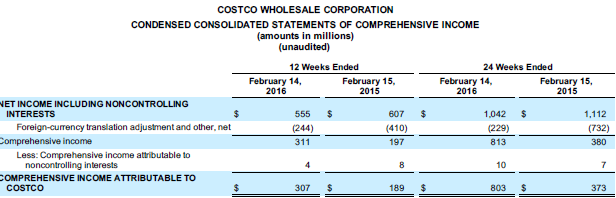 COSTCO WHOLESALE CORPORATION
CONDENSED CONSOLIDATED STATEMENTS OF COMPREHENSIVE INCOME
(amounts in millions)
(unaudited)
12 Weeks Ended 24 Weeks Ended
February 14, 2016 February 15, 2015 February 14, 2016 February 15, 2015
NET INCOME INCLUDING NONCONTROLLING
INTERESTS $ 555 $ 607 $ 1,042 $ 1,112
Foreign-currency translation adjustment and other, net (244) (410) (229) (732)
Comprehensive income 311 197 813 380
Less: Comprehensive income attributable to
noncontrolling interests 4 8 10 7
COMPREHENSIVE INCOME ATTRIBUTABLE TO
COSTCO $ 307 $ 189 $ 803 $ 373